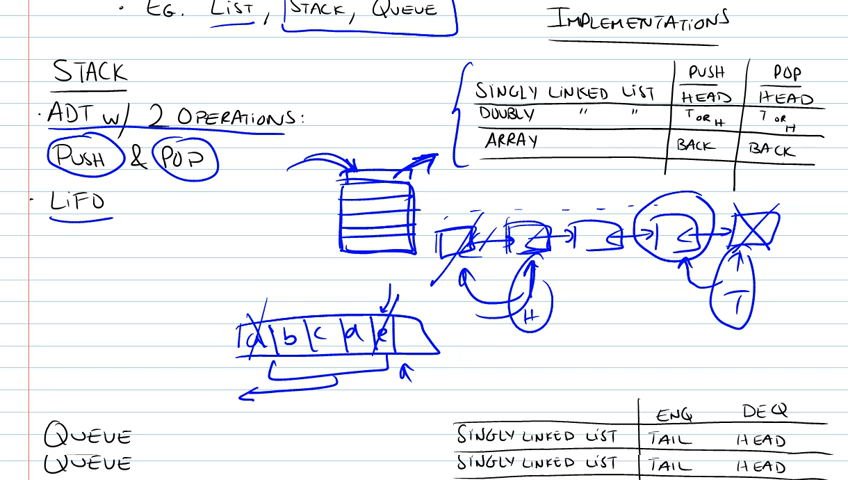 · EG. LIST, STACK, QUEUE
IMPLEMENTATIONS
STACK
· ADT w/ 2 OPERATIONS:
PUSH & POP
· LIFO
PUSH POP
SINGLY LINKED LIST HEAD HEAD
DOUBLY " " T OR H T OR H
ARRAY BACK BACK
H
T
a b c d e
a
QUEUE
QUEUE
ENQ DEQ
SINGLY LINKED LIST TAIL HEAD
SINGLY LINKED LIST TAIL HEAD